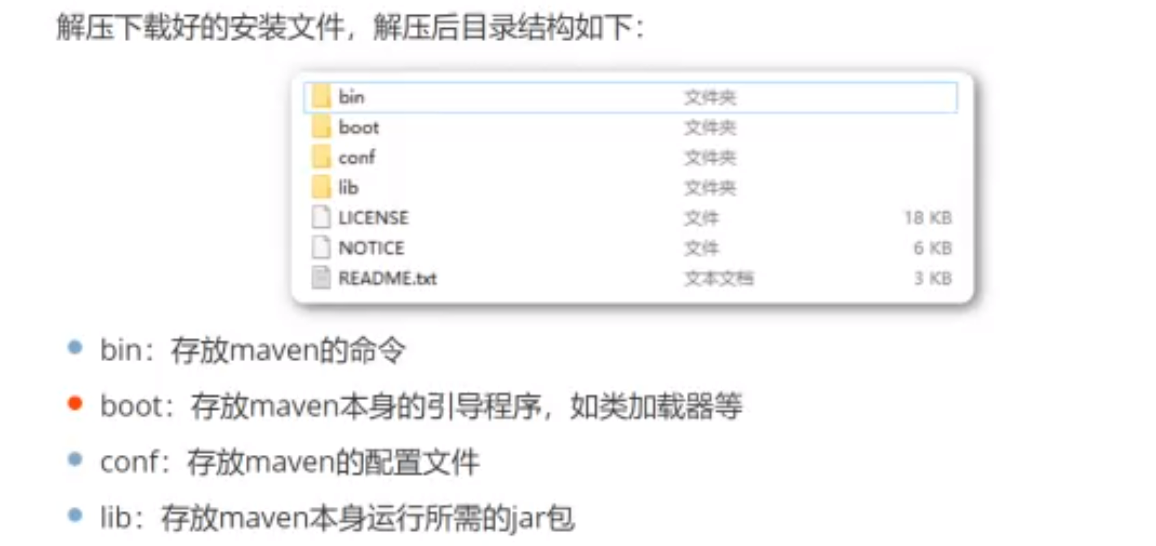 解压下载好的安装文件，解压后目录结构如下：
bin 文件夹
boot 文件夹
conf 文件夹
lib 文件夹
LICENSE 文件 18 KB
NOTICE 文件 6 KB
README.txt 文本文档 3 KB
bin：存放maven的命令
boot：存放maven本身的引导程序，如类加载器等
conf：存放maven的配置文件
lib：存放maven本身运行所需的jar包